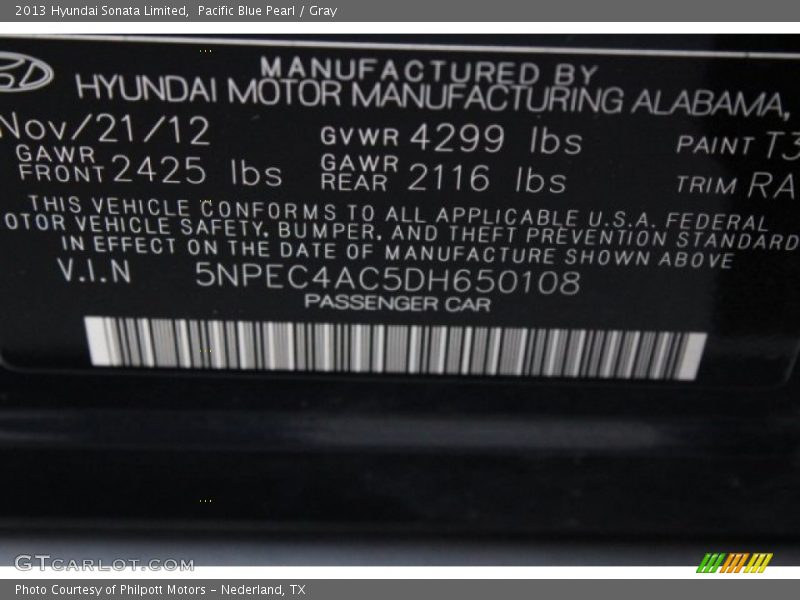 2013 Hyundai Sonata Limited,  Pacific Blue Pearl / Gray
MANUFACTURED BY
HYUNDAI MOTOR MANUFACTURING ALABAMA,
Nov/21/12 GVWR 4299 lbs PAINT T3
GAWR FRONT 2425 lbs GAWR REAR 2116 lbs TRIM RA
THIS VEHICLE CONFORMS TO ALL APPLICABLE U.S.A. FEDERAL
OTOR VEHICLE SAFETY, BUMPER, AND THEFT PREVENTION STANDARD
IN EFFECT ON THE DATE OF MANUFACTURE SHOWN ABOVE
V.I.N 5NPEC4AC5DH650108
PASSENGER CAR
GTCARLOT.COM
Photo Courtesy of Philpott Motors - Nederland, TX